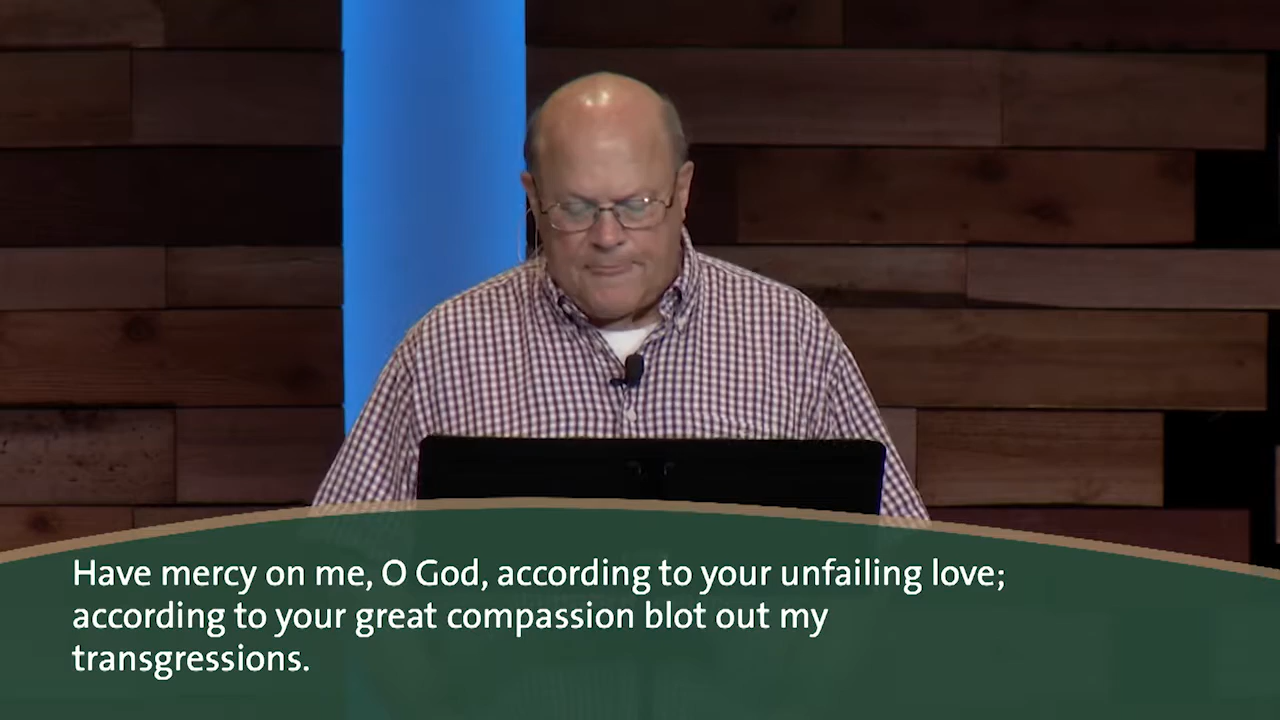 Have mercy on me, O God, according to your unfailing love;
according to your great compassion blot out my
transgressions.